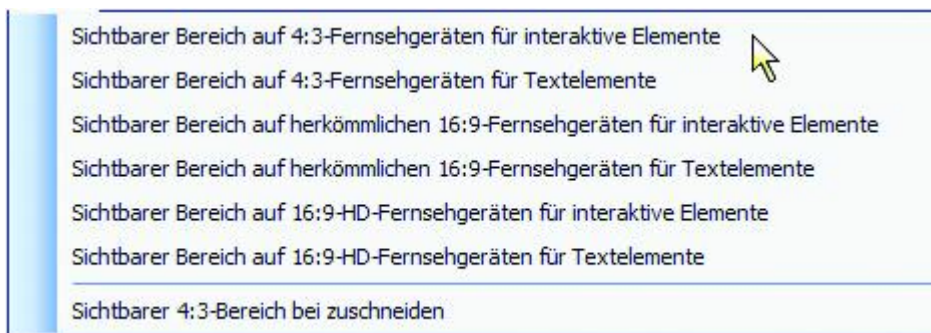 Sichtbarer Bereich auf 4:3-Fernsehgeräten für interaktive Elemente
Sichtbarer Bereich auf 4:3-Fernsehgeräten für Textelemente
Sichtbarer Bereich auf herkömmlichen 16:9-Fernsehgeräten für interaktive Elemente
Sichtbarer Bereich auf herkömmlichen 16:9-Fernsehgeräten für Textelemente
Sichtbarer Bereich auf 16:9-HD-Fernsehgeräten für interaktive Elemente
Sichtbarer Bereich auf 16:9-HD-Fernsehgeräten für Textelemente
Sichtbarer 4:3-Bereich bei zuschneiden